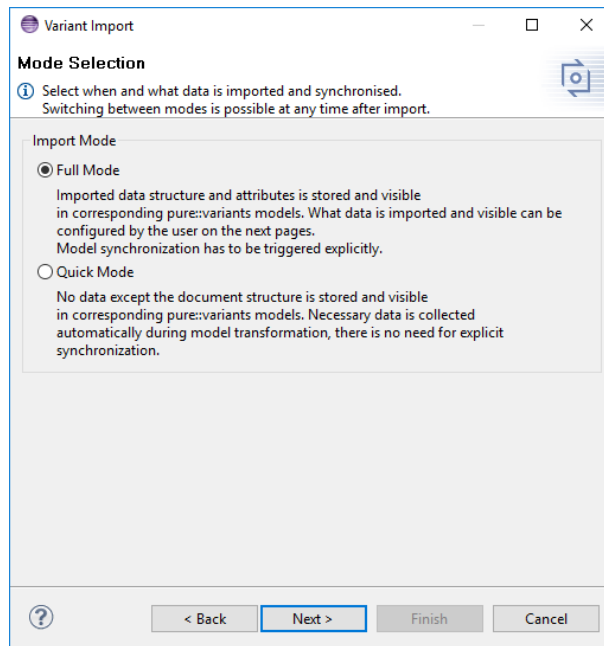 Variant Import
Mode Selection
Select when and what data is imported and synchronised.
Switching between modes is possible at any time after import.
Import Mode
Full Mode
Imported data structure and attributes is stored and visible
in corresponding pure::variants models. What data is imported and visible can be
configured by the user on the next pages.
Model synchronization has to be triggered explicitly.
Quick Mode
No data except the document structure is stored and visible
in corresponding pure::variants models. Necessary data is collected
automatically during model transformation, there is no need for explicit
synchronization.
? < Back Next > Finish Cancel